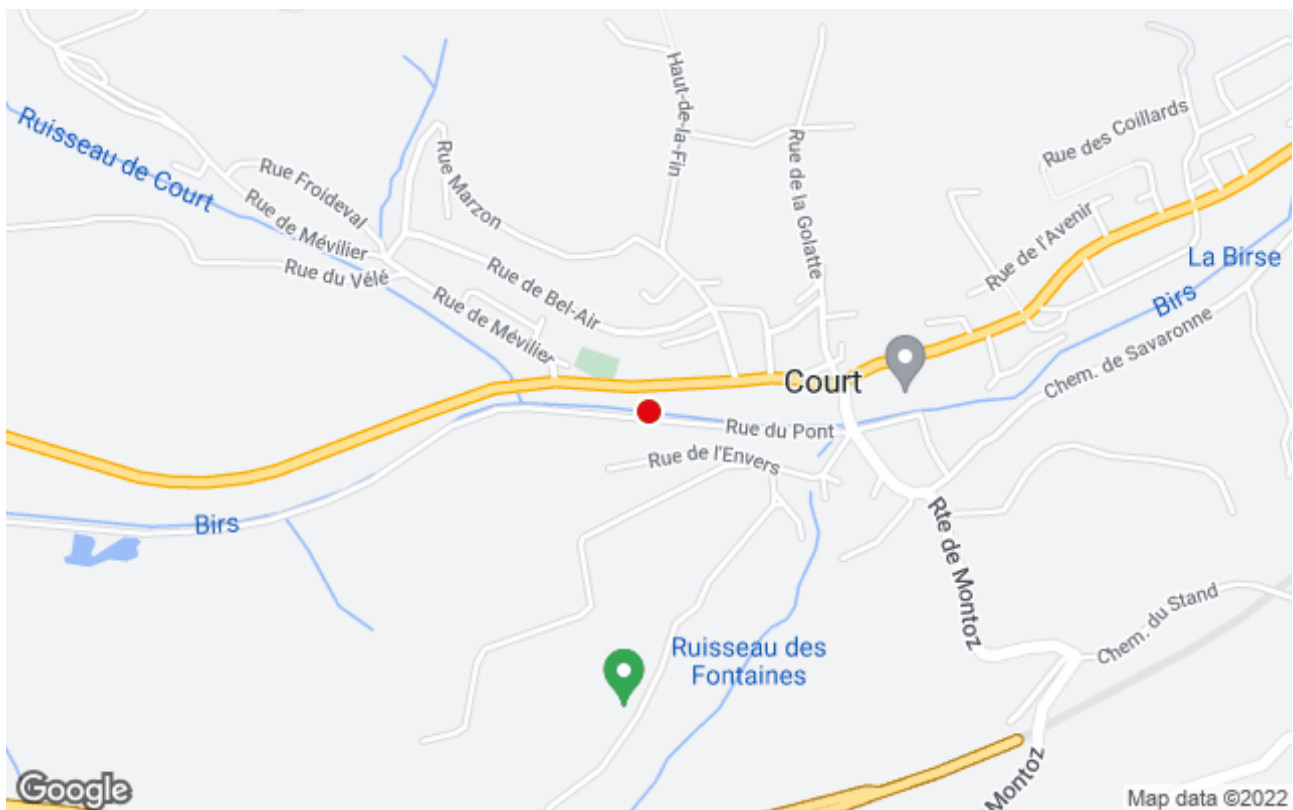 Haut-de-la-Fin
Rue des Coillards
Ruisseau de Court
Rue Froideval
Rue Marzon
Rue de la Golatte
Rue de Mévilier
Rue de l'Avenir
La Birse
Rue du Vélé
Rue de Bel-Air
Birs
Rue de Mévilier
Chem. de Savaronne
Court
Rue du Pont
Rue de l'Envers
Birs
Rte de Montoz
Chem. du Stand
Ruisseau des
Fontaines
Montoz
Google
Map data ©2022